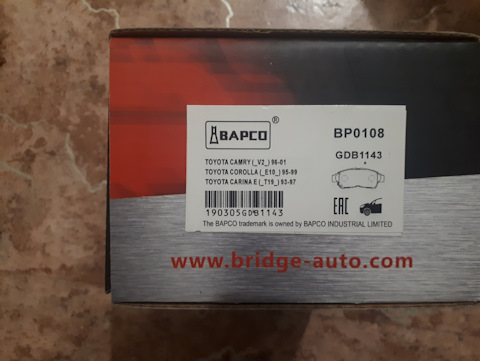 BAPCO®
BP0108
GDB1143
TOYOTA CAMRY (_V2_) 96-01
TOYOTA COROLLA (_E10_) 95-99
TOYOTA CARINA E (_T19_) 93-97
190305GDB1143
EAC
The BAPCO trademark is owned by BAPCO INDUSTRIAL LIMITED
www.bridge-auto.com